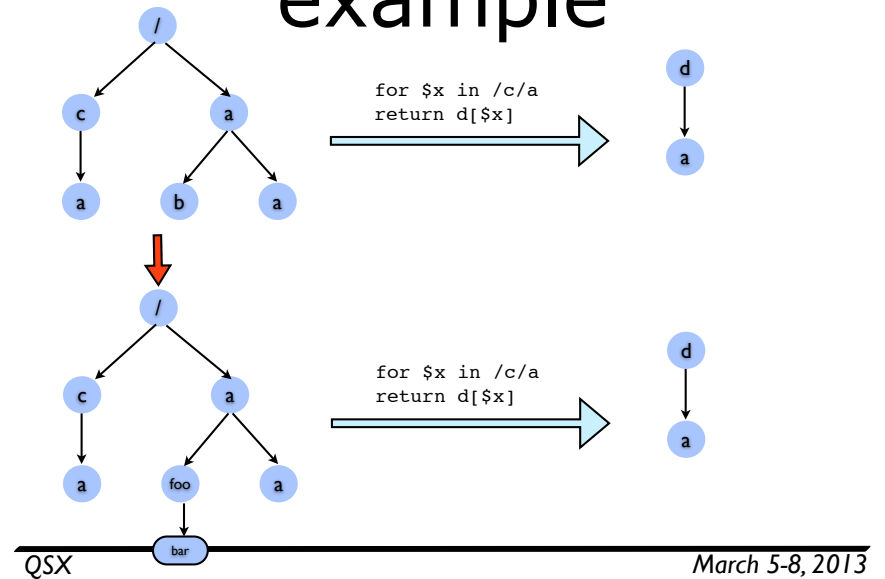 example
/
c
a
a
b
a
for $x in /c/a
return d[$x]
d
a
/
c
a
a
foo
a
bar
for $x in /c/a
return d[$x]
d
a
QSX
March 5-8, 2013